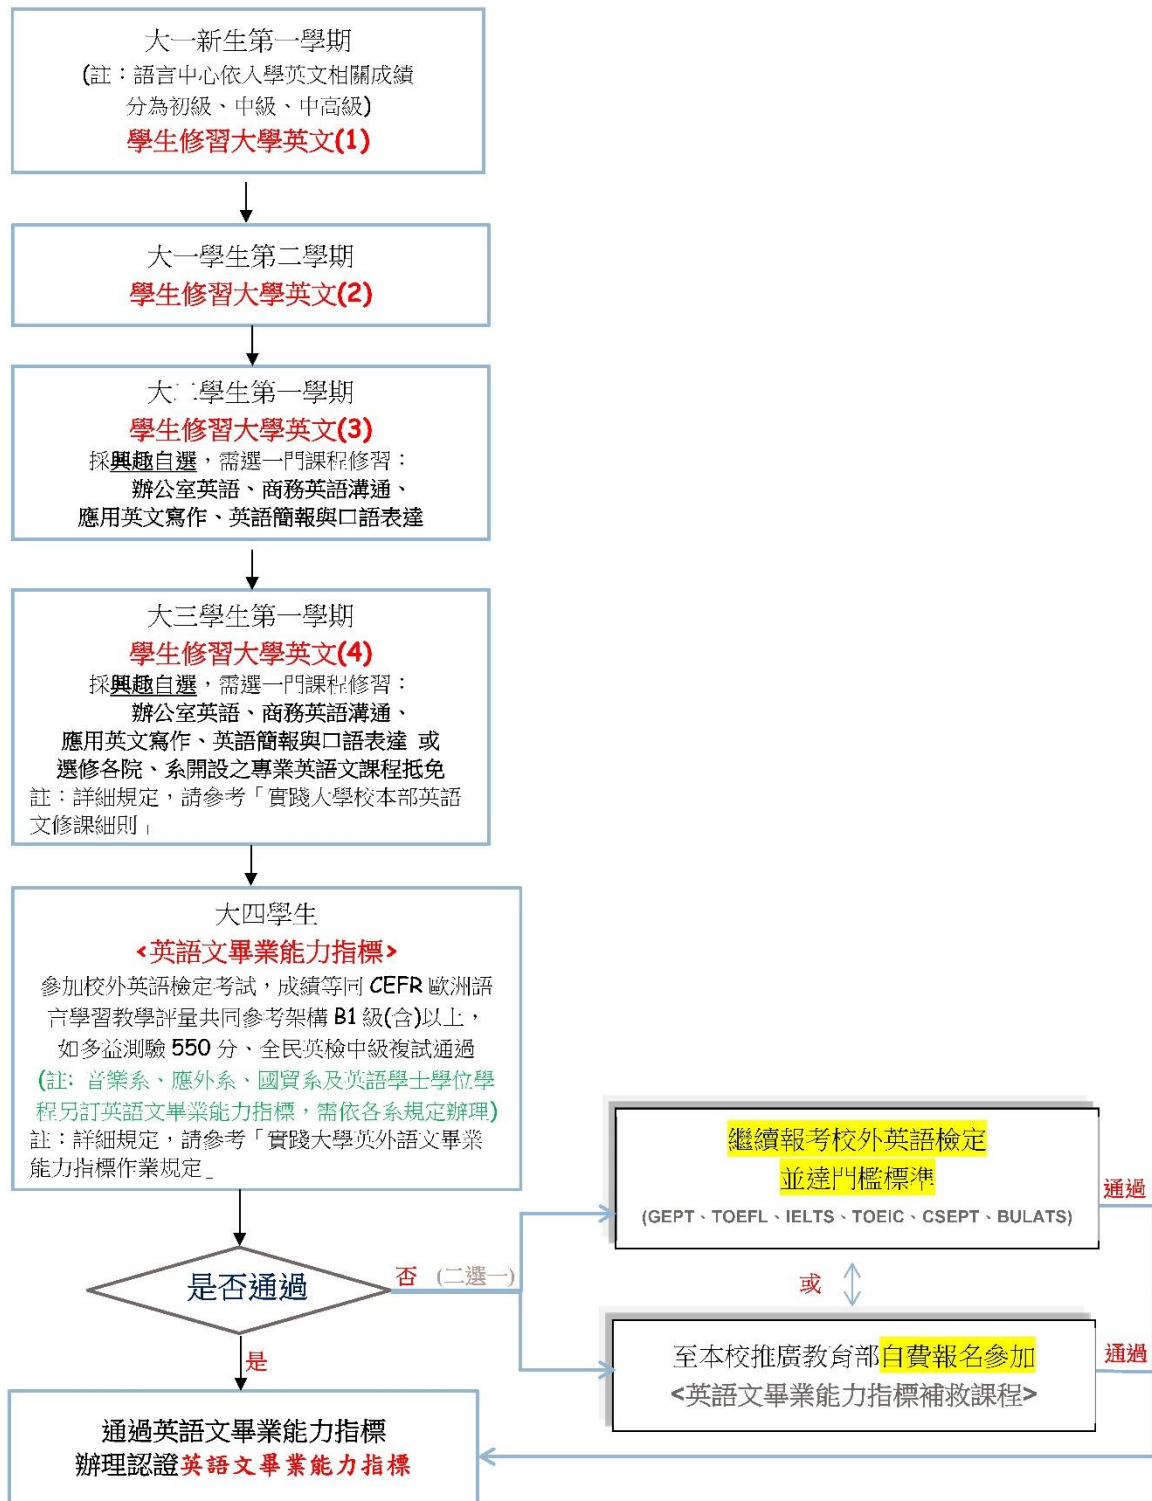 大一新生第一學期
(註：語言中心依入學英文相關成績
分為初級、中級、中高級)
學生修習大學英文(1)
大一學生第二學期
學生修習大學英文(2)
大二學生第一學期
學生修習大學英文(3)
採興趣自選，需選一門課程修習：
辦公室英語、商務英語溝通、
應用英文寫作、英語簡報與口語表達
大三學生第一學期
學生修習大學英文(4)
採興趣自選，需選一門課程修習：
辦公室英語、商務英語溝通、
應用英文寫作、英語簡報與口語表達 或
選修各院、系開設之專業英語文課程抵免
註：詳細規定，請參考「實踐大學校本部英語
文修課細則」
大四學生
<英語文畢業能力指標>
參加校外英語檢定考試，成績等同 CEFR 歐洲語
言學習教學評量共同參考架構 B1 級(含)以上，
如多益測驗 550 分、全民英檢中級複試通過
(註: 音樂系、應外系、國貿系及英語學士學位學
程另訂英語文畢業能力指標，需依各系規定辦理)
註：詳細規定，請參考「實踐大學英外語文畢業
能力指標作業規定」
是否通過
否 (二選一)
是
繼續報考校外英語檢定
並達門檻標準
(GEPT、TOEFL、IELTS、TOEIC、CSEPT、BULATS)
通過
或
至本校推廣教育部自費報名參加
<英語文畢業能力指標補救課程>
通過
通過英語文畢業能力指標
辦理認證英語文畢業能力指標